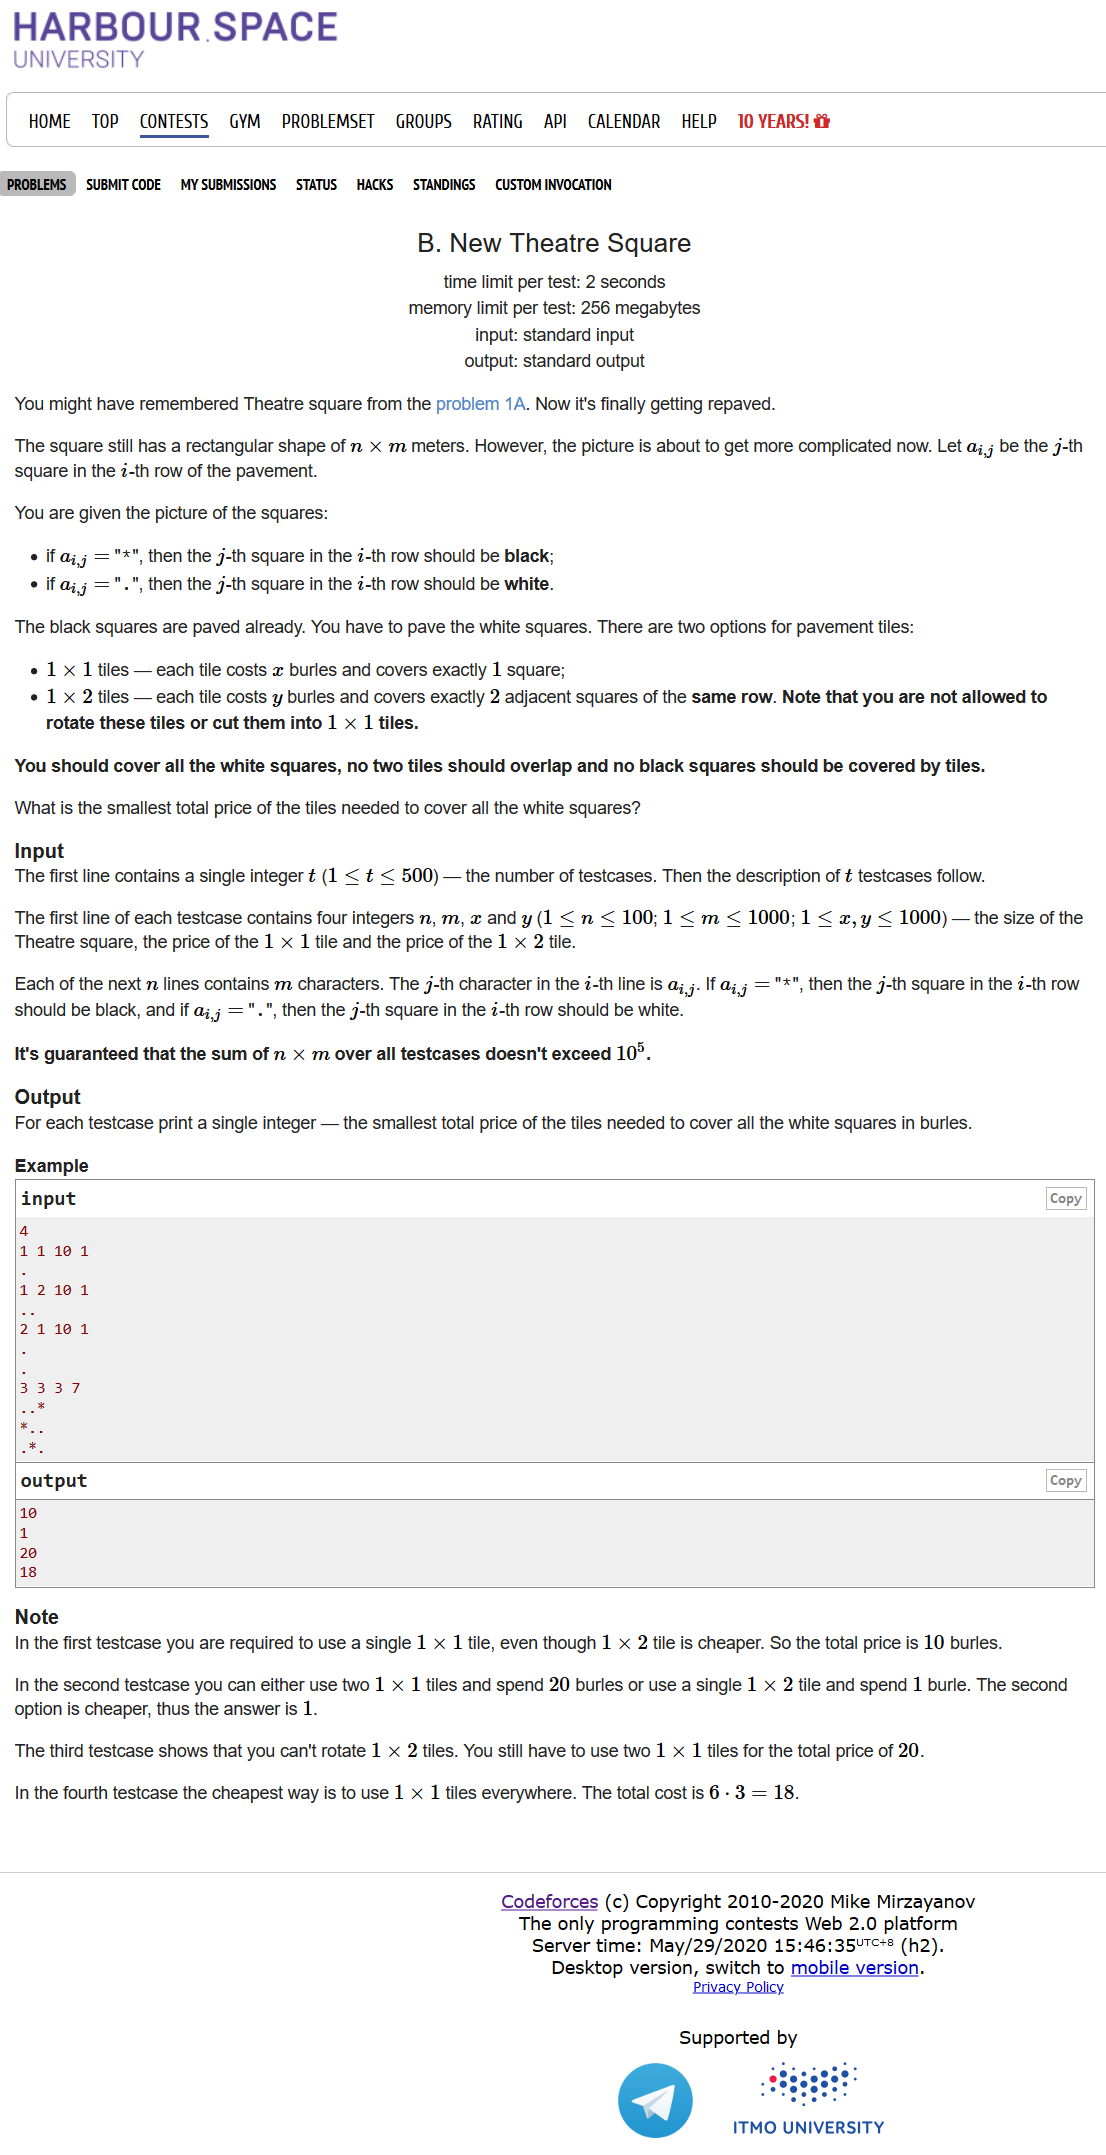 HARBOUR.SPACE
UNIVERSITY
HOME TOP CONTESTS GYM PROBLEMSET GROUPS RATING API CALENDAR HELP 10 YEARS!
PROBLEMS SUBMIT CODE MY SUBMISSIONS STATUS HACKS STANDINGS CUSTOM INVOCATION
B. New Theatre Square
time limit per test: 2 seconds
memory limit per test: 256 megabytes
input: standard input
output: standard output
You might have remembered Theatre square from the problem 1A. Now it's finally getting repaved.
The square still has a rectangular shape of n × m meters. However, the picture is about to get more complicated now. Let a_{i,j} be the j-th
square in the i-th row of the pavement.
You are given the picture of the squares:
• if a_{i,j} = "*", then the j-th square in the i-th row should be black;
• if a_{i,j} = ".", then the j-th square in the i-th row should be white.
The black squares are paved already. You have to pave the white squares. There are two options for pavement tiles:
• 1 × 1 tiles — each tile costs x burles and covers exactly 1 square;
• 1 × 2 tiles — each tile costs y burles and covers exactly 2 adjacent squares of the same row. Note that you are not allowed to
rotate these tiles or cut them into 1 × 1 tiles.
You should cover all the white squares, no two tiles should overlap and no black squares should be covered by tiles.
What is the smallest total price of the tiles needed to cover all the white squares?
Input
The first line contains a single integer t (1 ≤ t ≤ 500) — the number of testcases. Then the description of t testcases follow.
The first line of each testcase contains four integers n, m, x and y (1 ≤ n ≤ 100; 1 ≤ m ≤ 1000; 1 ≤ x, y ≤ 1000) — the size of the
Theatre square, the price of the 1 × 1 tile and the price of the 1 × 2 tile.
Each of the next n lines contains m characters. The j-th character in the i-th line is a_{i,j}. If a_{i,j} = "*", then the j-th square in the i-th row
should be black, and if a_{i,j} = ".", then the j-th square in the i-th row should be white.
It's guaranteed that the sum of n × m over all testcases doesn't exceed 10⁵.
Output
For each testcase print a single integer — the smallest total price of the tiles needed to cover all the white squares in burles.
Example
input Copy
4
1 1 10 1
.
1 2 10 1
..
2 1 10 1
.
.
3 3 3 7
..*
*..
.*.
output Copy
10
1
20
18
Note
In the first testcase you are required to use a single 1 × 1 tile, even though 1 × 2 tile is cheaper. So the total price is 10 burles.
In the second testcase you can either use two 1 × 1 tiles and spend 20 burles or use a single 1 × 2 tile and spend 1 burle. The second
option is cheaper, thus the answer is 1.
The third testcase shows that you can't rotate 1 × 2 tiles. You still have to use two 1 × 1 tiles for the total price of 20.
In the fourth testcase the cheapest way is to use 1 × 1 tiles everywhere. The total cost is 6 · 3 = 18.
Codeforces (c) Copyright 2010-2020 Mike Mirzayanov
The only programming contests Web 2.0 platform
Server time: May/29/2020 15:46:35 UTC+8 (h2).
Desktop version, switch to mobile version.
Privacy Policy
Supported by
ITMO UNIVERSITY